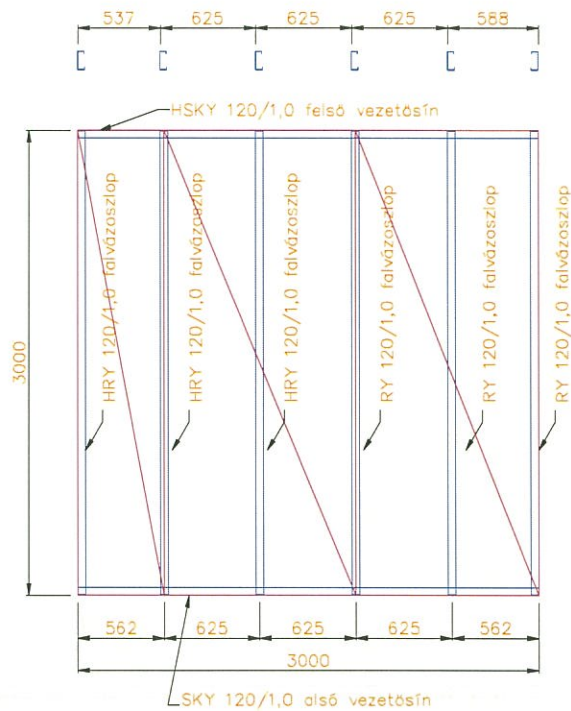 537 625 625 625 588
HSKY 120/1,0 felső vezetősín
3000
HRY 120/1,0 falvázoszlop
HRY 120/1,0 falvázoszlop
HRY 120/1,0 falvázoszlop
RY 120/1,0 falvázoszlop
RY 120/1,0 falvázoszlop
RY 120/1,0 falvázoszlop
562 625 625 625 562
3000
SKY 120/1,0 alsó vezetősín